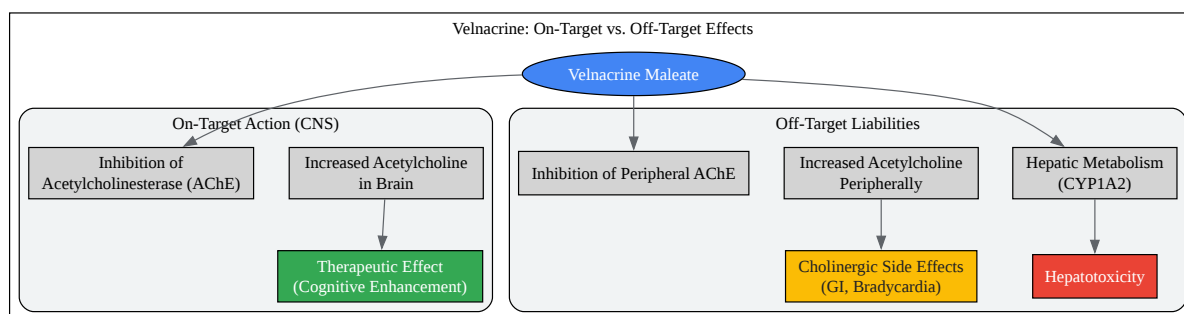 Velnacrine: On-Target vs. Off-Target Effects
Velnacrine Maleate
On-Target Action (CNS)
Inhibition of
Acetylcholinesterase (AChE)
Increased Acetylcholine
in Brain
Therapeutic Effect
(Cognitive Enhancement)
Off-Target Liabilities
Inhibition of Peripheral AChE
Increased Acetylcholine
Peripherally
Hepatic Metabolism
(CYP1A2)
Cholinergic Side Effects
(GI, Bradycardia)
Hepatotoxicity